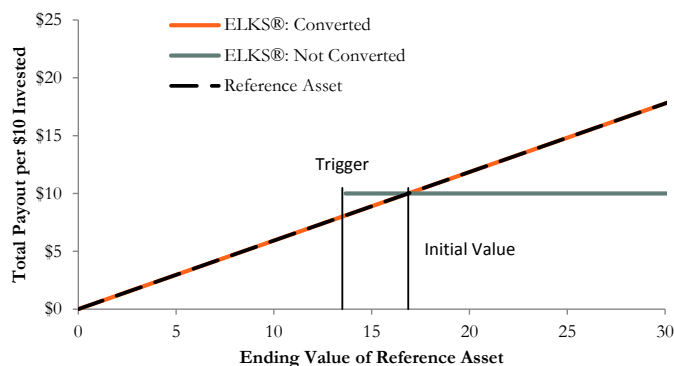 $25
$20
$15
$10
$5
$0
Total Payout per $10 Invested
ELKS®: Converted
ELKS®: Not Converted
Reference Asset
Trigger
Initial Value
0 5 10 15 20 25 30
Ending Value of Reference Asset